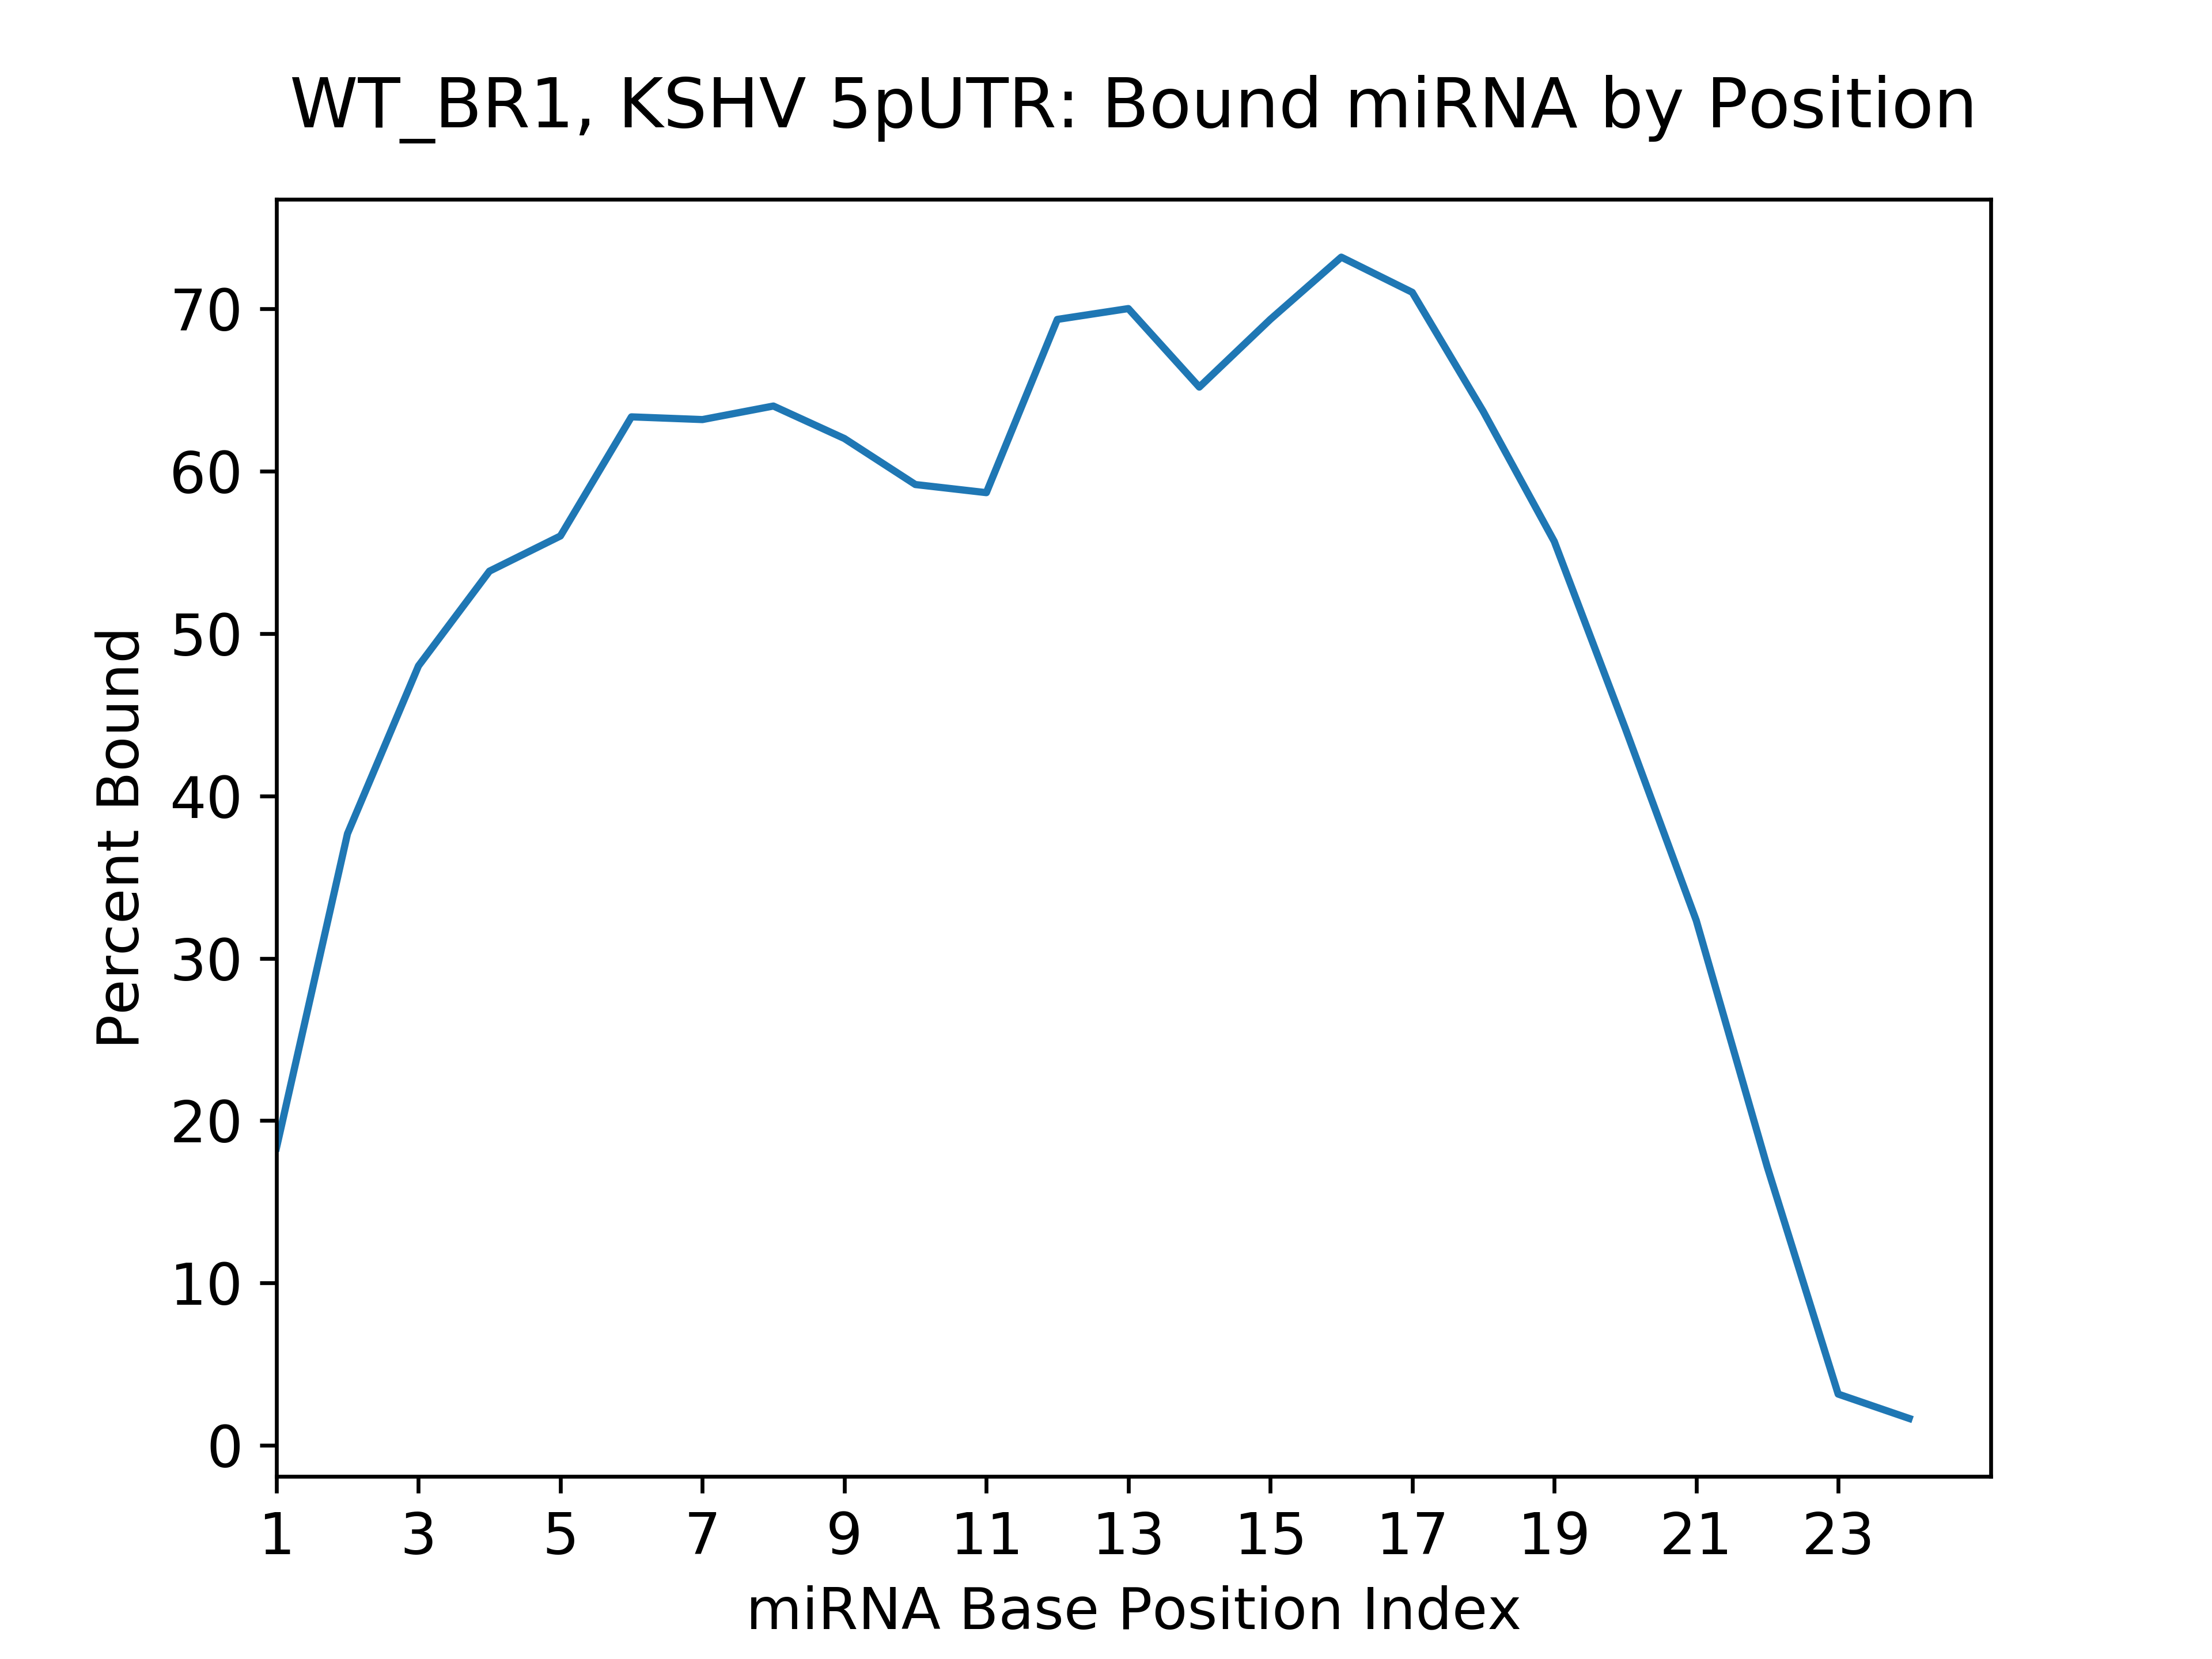 WT_BR1, KSHV 5pUTR: Bound miRNA by Position
Percent Bound
70
60
50
40
30
20
10
0
1 3 5 7 9 11 13 15 17 19 21 23
miRNA Base Position Index